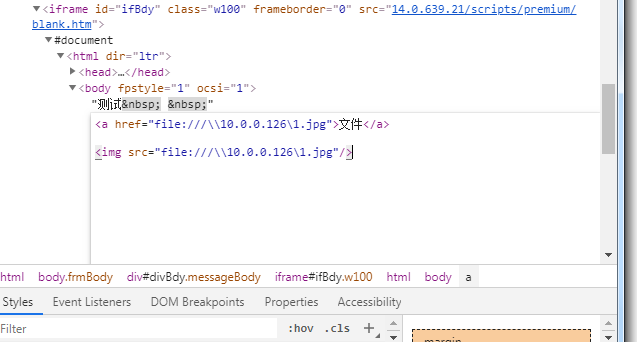 ▼<iframe id="ifBdy" class="w100" frameborder="0" src="14.0.639.21/scripts/premium/
blank.htm">
▼#document
▼<html dir="ltr">
▶<head>…</head>
▼<body fpstyle="1" ocsi="1">
"测试&nbsp; &nbsp;"
<a href="file:///\\10.0.0.126\1.jpg">文件</a>
<img src="file:///\\10.0.0.126\1.jpg"/>
html body.frmBody div#divBdy.messageBody iframe#ifBdy.w100 html body a
Styles Event Listeners DOM Breakpoints Properties Accessibility
Filter :hov .cls +
margin